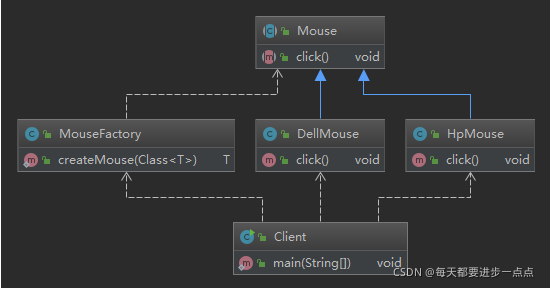 Mouse
click() void
MouseFactory
createMouse(Class<T>) T
DellMouse
click() void
HpMouse
click() void
Client
main(String[]) void
CSDN @每天都要进步一点点